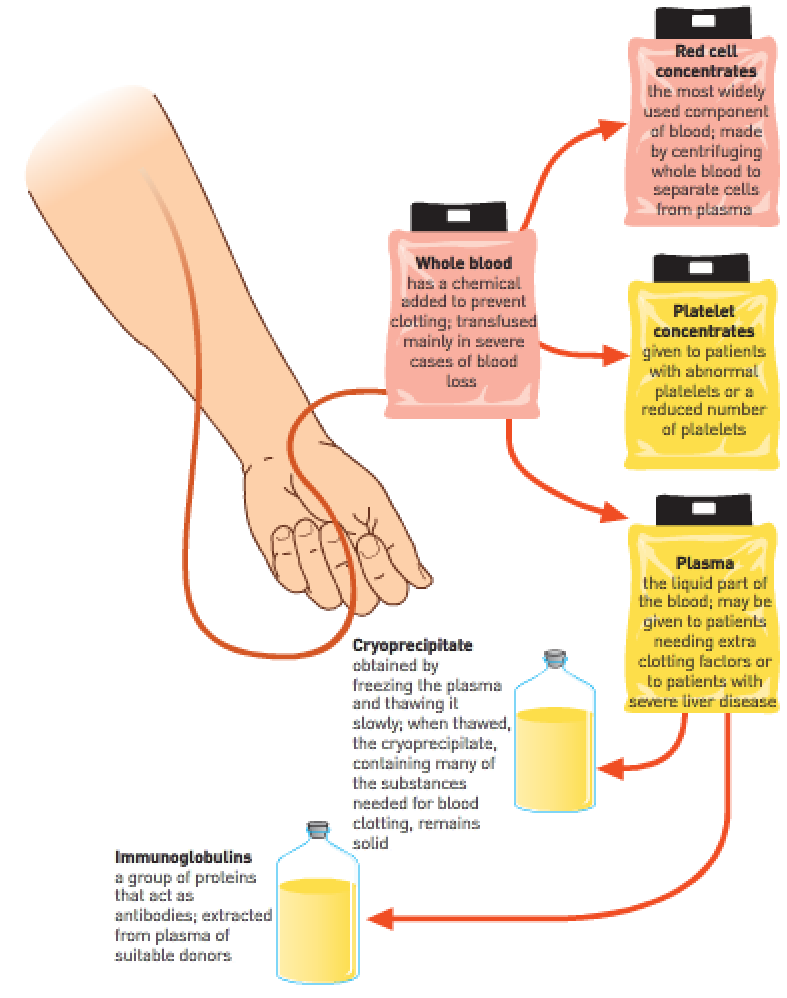 Red cell
concentrates
the most widely
used component
of blood; made
by centrifuging
whole blood to
separate cells
from plasma
Whole blood
has a chemical
added to prevent
clotting; transfused
mainly in severe
cases of blood
loss
Platelet
concentrates
given to patients
with abnormal
platelets or a
reduced number
of platelets
Plasma
the liquid part of
the blood; may be
given to patients
needing extra
clotting factors or
to patients with
severe liver disease
Cryoprecipitate
obtained by
freezing the plasma
and thawing it
slowly; when thawed,
the cryoprecipitate,
containing many of
the substances
needed for blood
clotting, remains
solid
Immunoglobulins
a group of proteins
that act as
antibodies; extracted
from plasma of
suitable donors